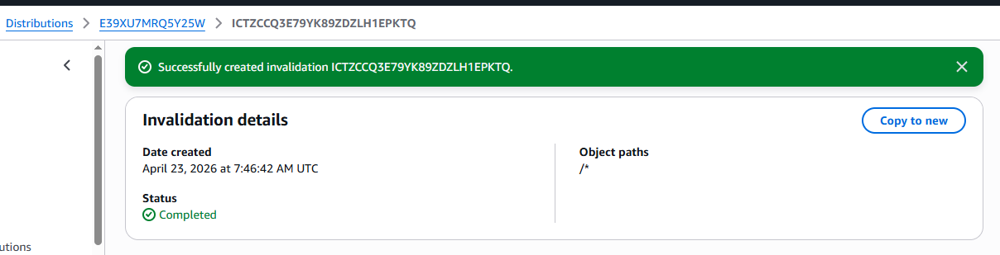 Distributions > E39XU7MRQ5Y25W > ICTZCCQ3E79YK89ZDZLH1EPKTQ
Successfully created invalidation ICTZCCQ3E79YK89ZDZLH1EPKTQ.
Invalidation details
Copy to new
Date created
April 23, 2026 at 7:46:42 AM UTC
Object paths
/*
Status
Completed
utions